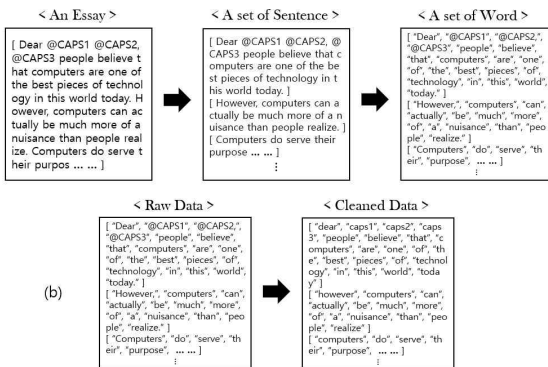 < An Essay >
[ Dear @CAPS1 @CAPS2,
@CAPS3 people believe t
hat computers are one of
the best pieces of technol
ogy in this world today. H
owever, computers can ac
tually be much more of a
nuisance than people real
ize. Computers do serve t
heir purpos ... ... ]
< A set of Sentence >
[ Dear @CAPS1 @CAPS2, @
CAPS3 people believe that c
omputers are one of the be
st pieces of technology in t
his world today. ]
[ However, computers can a
ctually be much more of a n
uisance than people realize. ]
[ Computers do serve their
purpose ... ... ]
⋮
< A set of Word >
[ "Dear", "@CAPS1", "@CAPS2,",
"@CAPS3", "people", "believe",
"that", "computers", "are", "one",
"of", "the", "best", "pieces", "of",
"technology", "in", "this", "world",
"today." ]
["However,", "computers", "can",
"actually", "be", "much", "more",
"of", "a", "nuisance", "than", "peo
ple", "realize." ]
["Computers", "do", "serve", "th
eir", "purpose", ... ... ]
⋮
(b)
< Raw Data >
[ "Dear", "@CAPS1", "@CAPS2,",
"@CAPS3", "people", "believe",
"that", "computers", "are", "one",
"of", "the", "best", "pieces", "of",
"technology", "in", "this", "world",
"today." ]
["However,", "computers", "can",
"actually", "be", "much", "more",
"of", "a", "nuisance", "than", "peo
ple", "realize." ]
["Computers", "do", "serve", "th
eir", "purpose", ... ... ]
⋮
< Cleaned Data >
[ "dear", "caps1", "caps2", "caps
3", "people", "believe", "that", "c
omputers", "are", "one", "of", "th
e", "best", "pieces", "of", "technol
ogy", "in", "this", "world", "toda
y" ]
["however", "computers", "can",
"actually", "be", "much", "more",
"of", "a", "nuisance", "than", "peo
ple", "realize" ]
["computers", "do", "serve", "th
eir", "purpose", ... ... ]
⋮